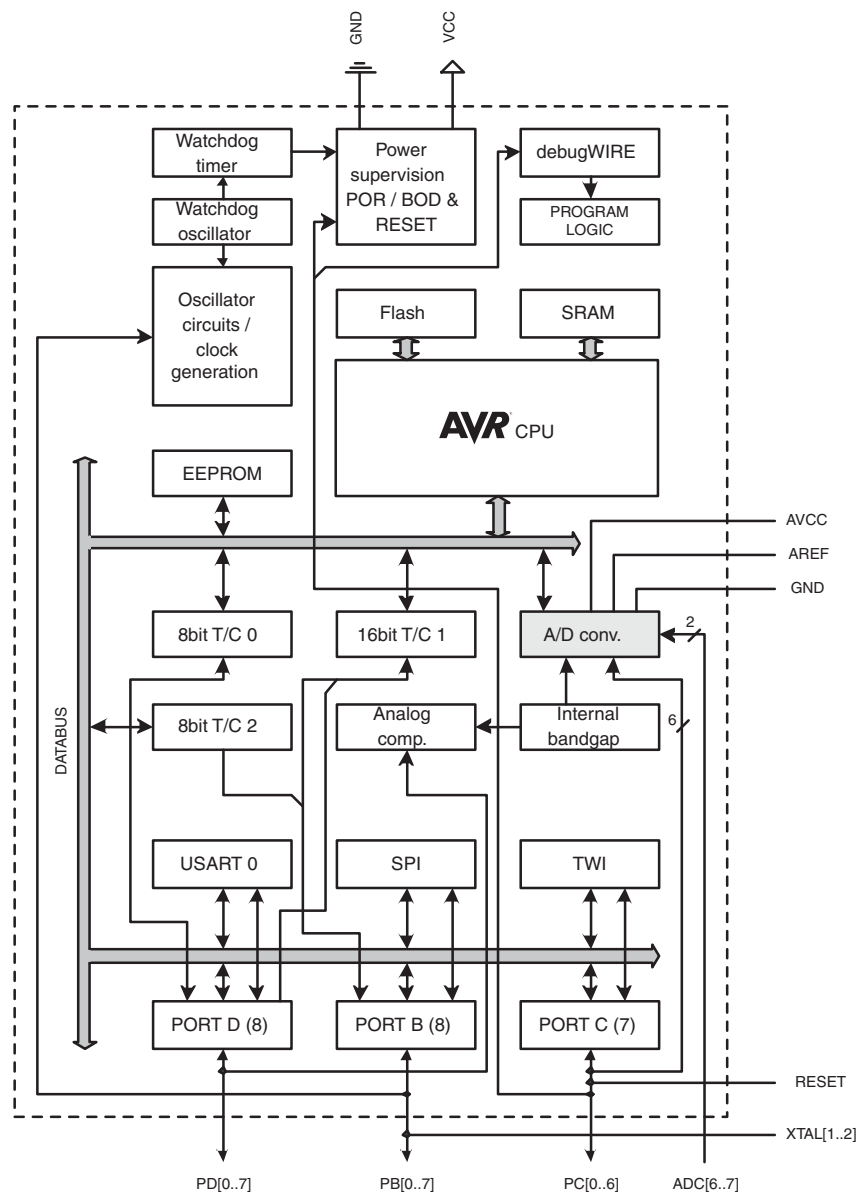 GND
VCC
Watchdog
timer
Power
supervision
POR / BOD &
RESET
debugWIRE
Watchdog
oscillator
PROGRAM
LOGIC
Oscillator
circuits /
clock
generation
Flash
SRAM
AVR CPU
EEPROM
AVCC
AREF
GND
8bit T/C 0
16bit T/C 1
A/D conv.
2
8bit T/C 2
Analog
comp.
Internal
bandgap
6
DATABUS
USART 0
SPI
TWI
PORT D (8)
PORT B (8)
PORT C (7)
RESET
XTAL[1..2]
PD[0..7]
PB[0..7]
PC[0..6]
ADC[6..7]